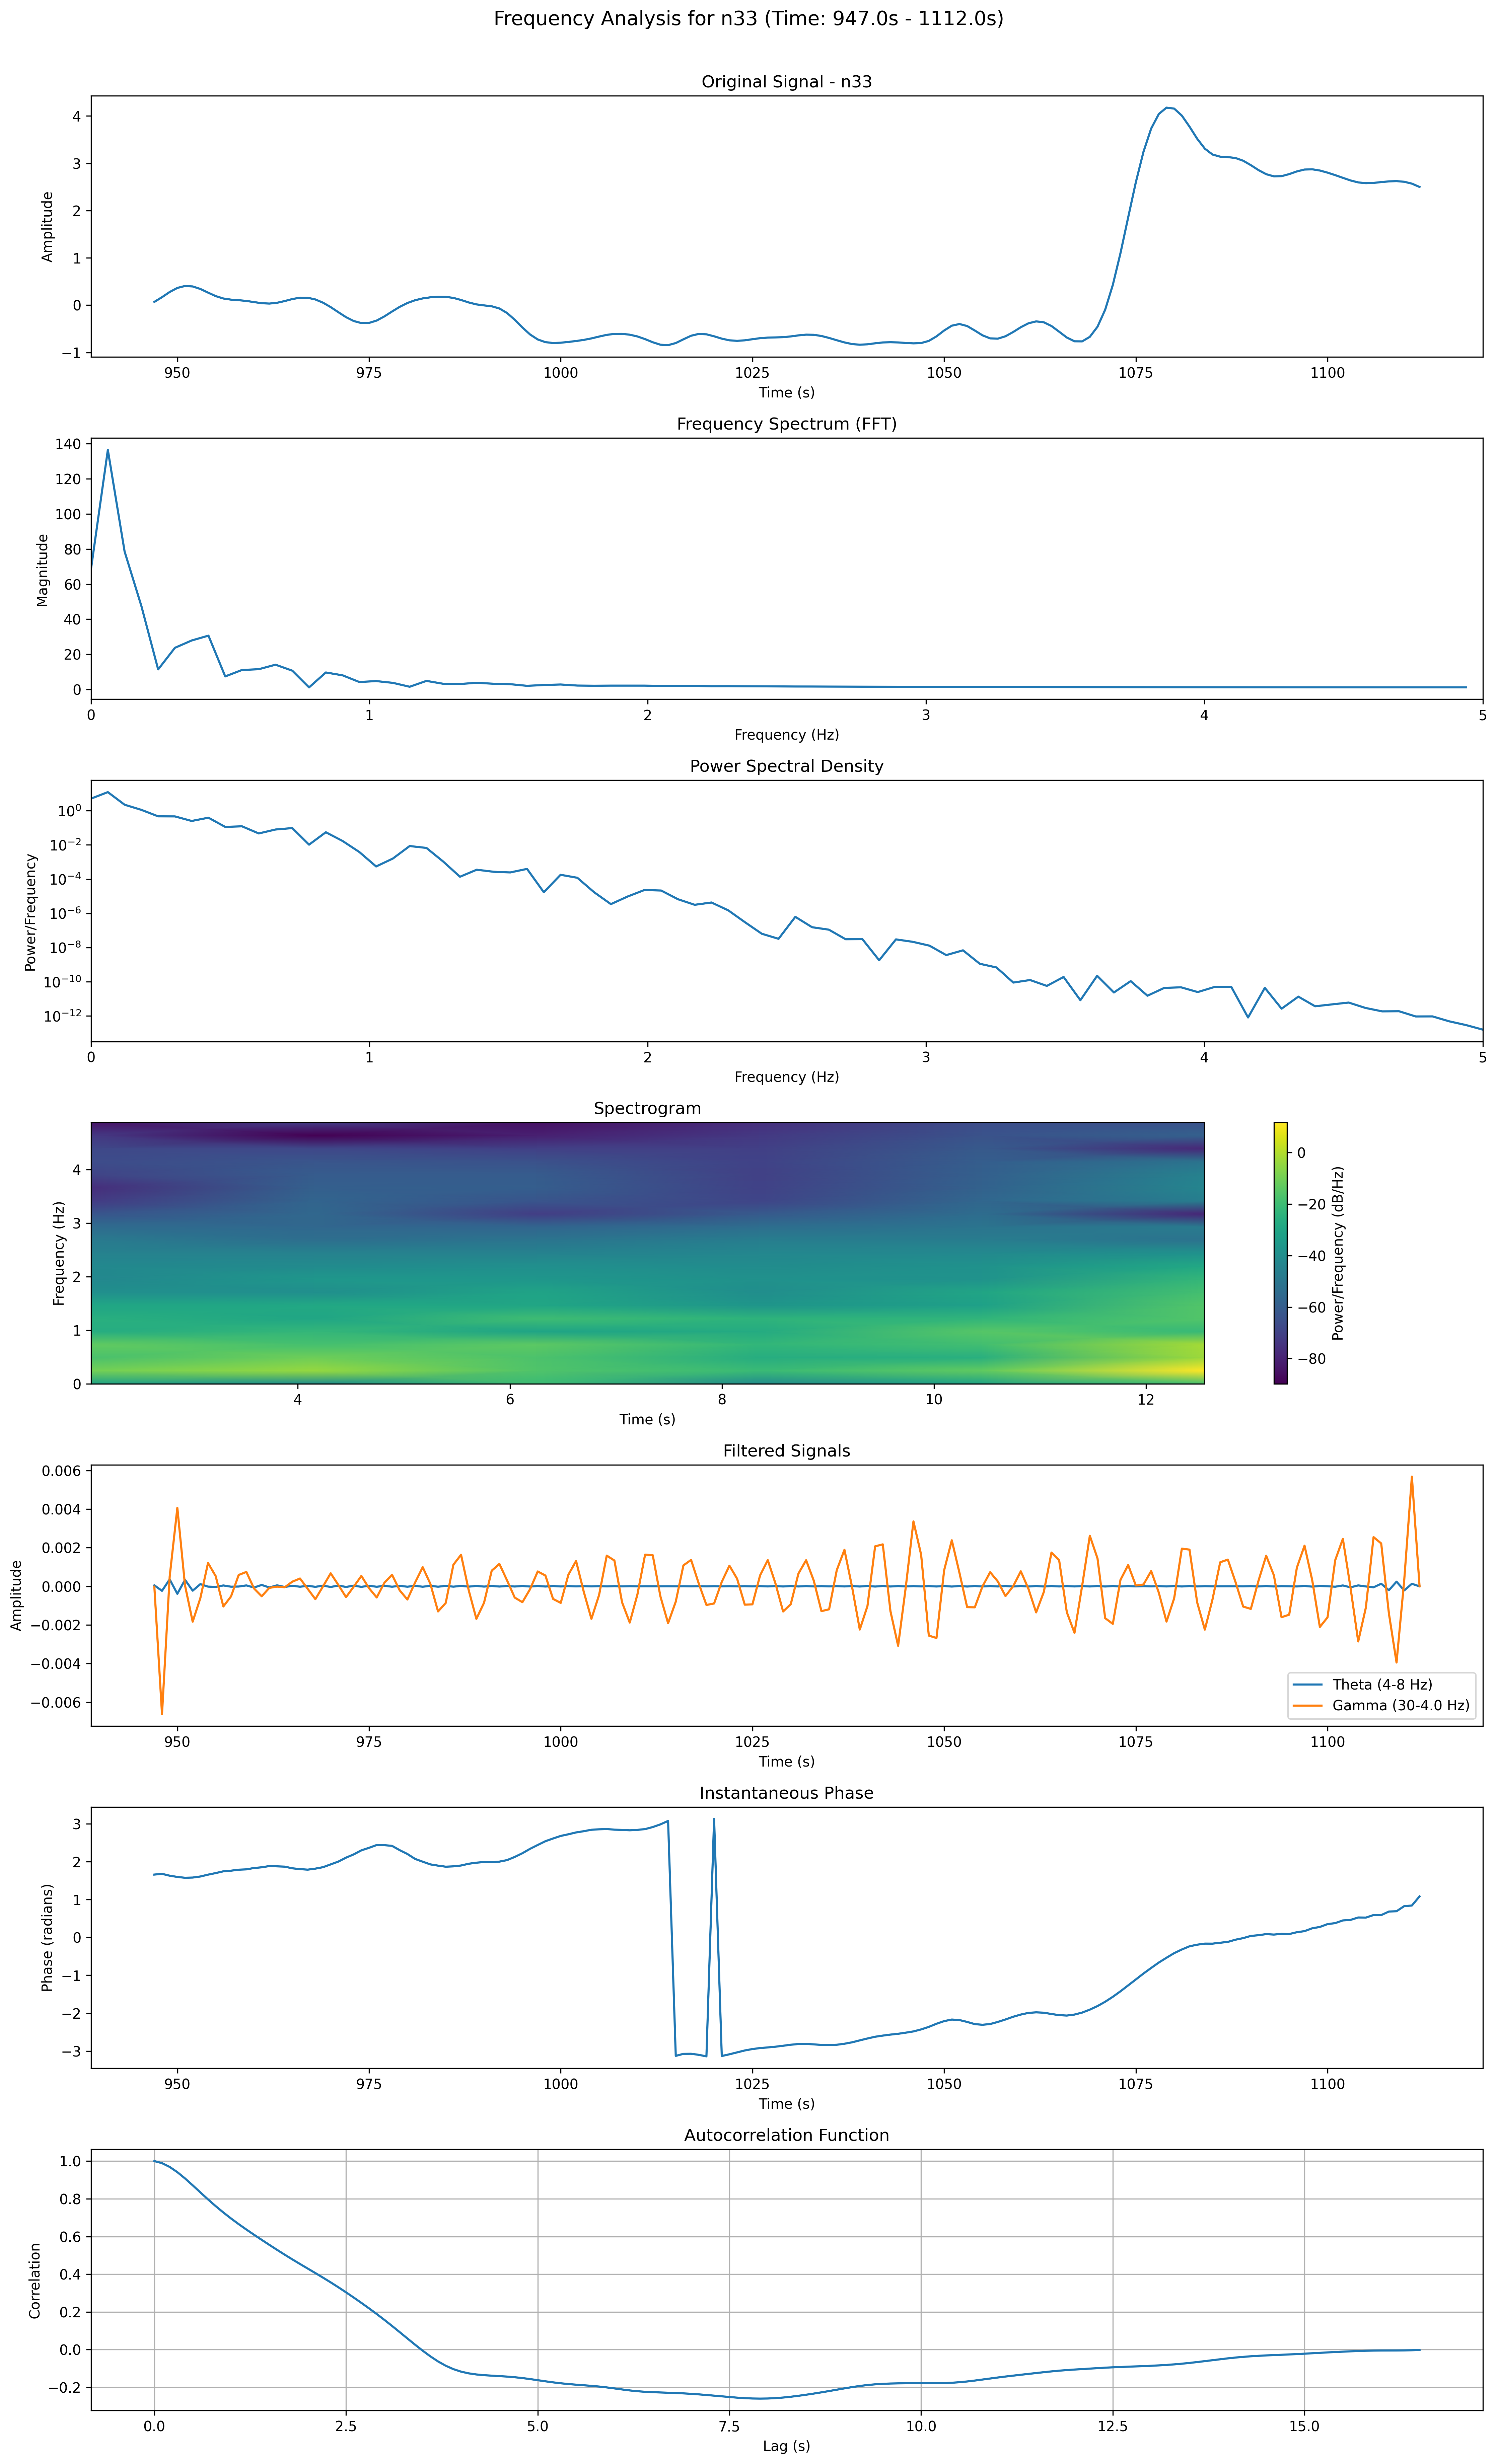 Frequency Analysis for n33 (Time: 947.0s - 1112.0s)
Original Signal - n33
Amplitude
4
3
2
1
0
−1
950 975 1000 1025 1050 1075 1100
Time (s)
Frequency Spectrum (FFT)
Magnitude
140
120
100
80
60
40
20
0
0 1 2 3 4 5
Frequency (Hz)
Power Spectral Density
Power/Frequency
10⁰
10⁻²
10⁻⁴
10⁻⁶
10⁻⁸
10⁻¹⁰
10⁻¹²
0 1 2 3 4 5
Frequency (Hz)
Spectrogram
Frequency (Hz)
4
3
2
1
0
4 6 8 10 12
Time (s)
0
−20
−40
−60
−80
Power/Frequency (dB/Hz)
Filtered Signals
Amplitude
0.006
0.004
0.002
0.000
−0.002
−0.004
−0.006
Theta (4-8 Hz)
Gamma (30-4.0 Hz)
950 975 1000 1025 1050 1075 1100
Time (s)
Instantaneous Phase
Phase (radians)
3
2
1
0
−1
−2
−3
950 975 1000 1025 1050 1075 1100
Time (s)
Autocorrelation Function
Correlation
1.0
0.8
0.6
0.4
0.2
0.0
−0.2
0.0 2.5 5.0 7.5 10.0 12.5 15.0
Lag (s)